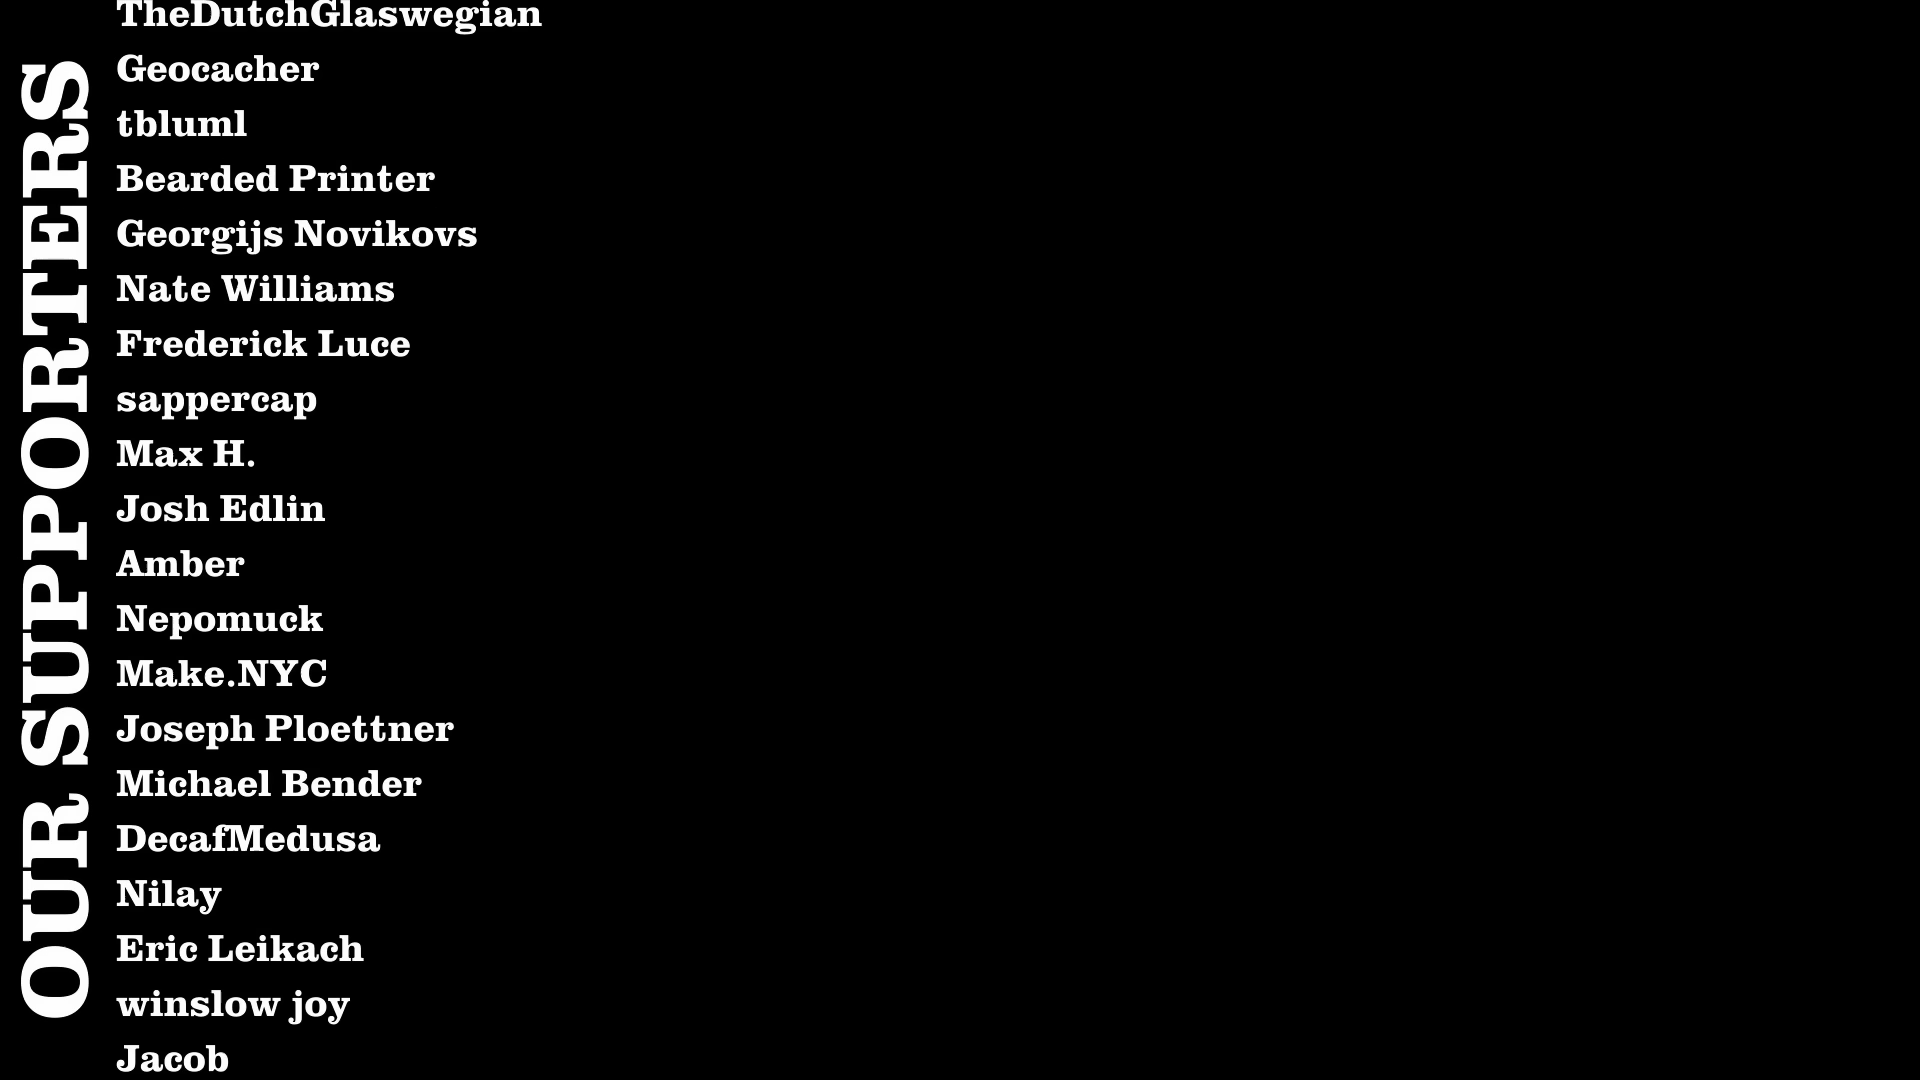 OUR SUPPORTERS
TheDutchGlaswegian
Geocacher
tbluml
Bearded Printer
Georgijs Novikovs
Nate Williams
Frederick Luce
sappercap
Max H.
Josh Edlin
Amber
Nepomuck
Make.NYC
Joseph Ploettner
Michael Bender
DecafMedusa
Nilay
Eric Leikach
winslow joy
Jacob